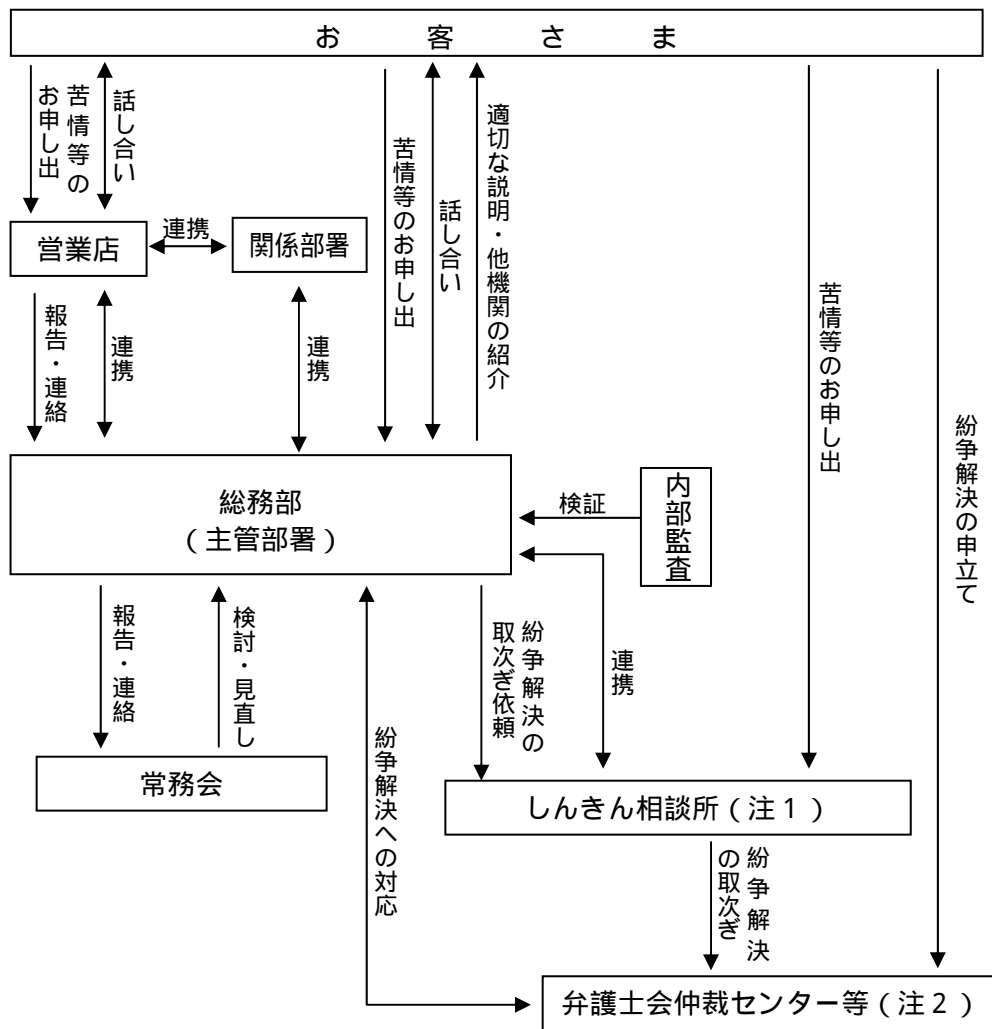 お客さま
苦情等の
お申し出
話し合い
苦情等のお申し出
話し合い
適切な説明・他機関の紹介
苦情等のお申し出
紛争解決の申立て
営業店
連携
関係部署
報告・連絡
連携
連携
総務部
（主管部署）
検証
内部監査
報告・連絡
検討・見直し
紛争解決への対応
紛争解決の
取次ぎ依頼
連携
常務会
しんきん相談所（注１）
紛争解決
の取次ぎ
弁護士会仲裁センター等（注２）